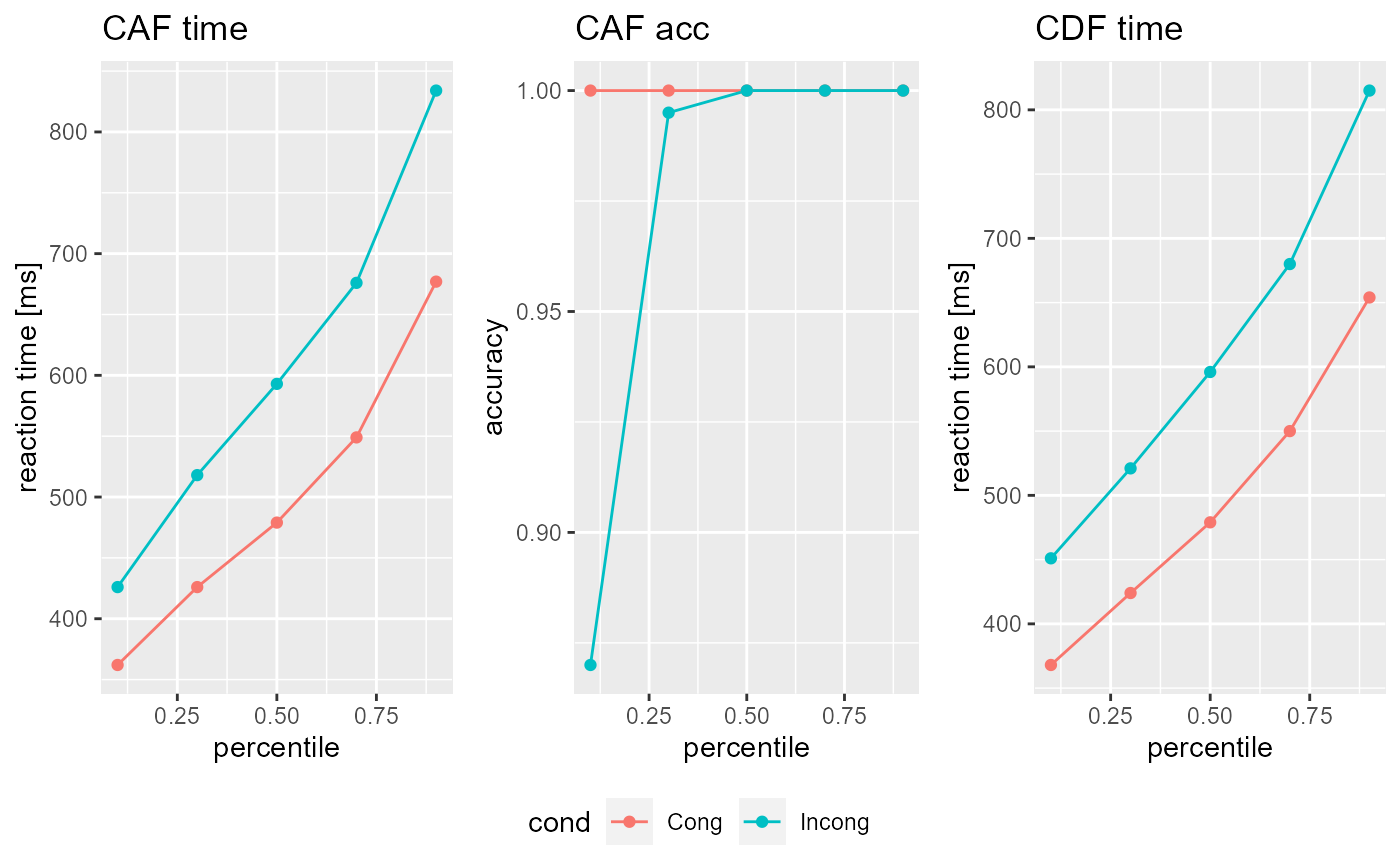 CAF time
CAF acc
CDF time
reaction time [ms]
800
700
600
500
400
0.25 0.50 0.75
percentile
accuracy
1.00
0.95
0.90
0.25 0.50 0.75
percentile
reaction time [ms]
800
700
600
500
400
0.25 0.50 0.75
percentile
cond Cong Incong